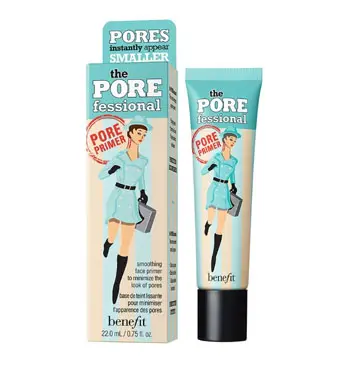 PORES
instantly appear
SMALLER
the
PORE
fessional
PORE
PRIMER
smoothing
face primer
to minimize the
look of pores
base de teint lissante
pour minimiser
l'apparence des pores
benefit
22.0 mL / 0.75 fl. oz.
the
PORE
fessional
PORE
PRIMER
benefit